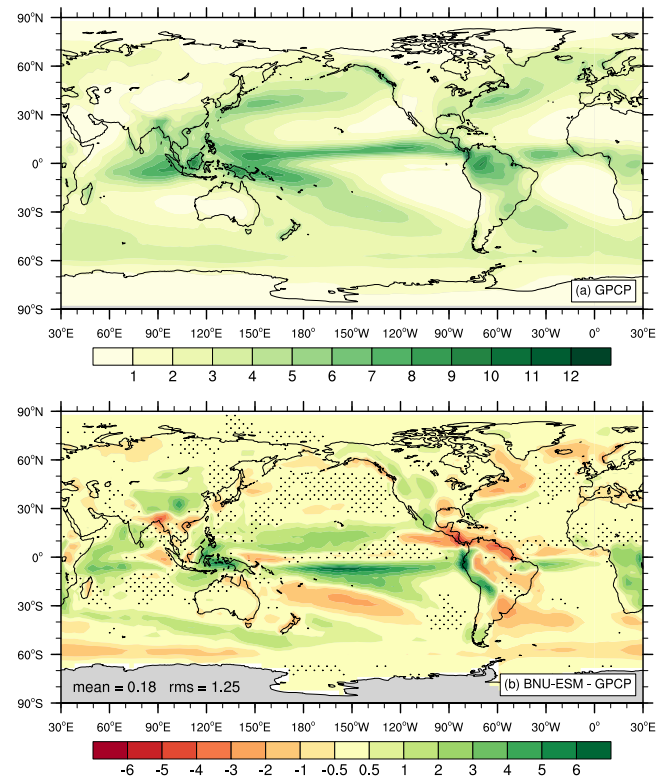 90°N
60°N
30°N
0°
30°S
60°S
90°S
(a) GPCP
30°E 60°E 90°E 120°E 150°E 180° 150°W 120°W 90°W 60°W 30°W 0° 30°E
1 2 3 4 5 6 7 8 9 10 11 12
90°N
60°N
30°N
0°
30°S
60°S
90°S
mean = 0.18 rms = 1.25 (b) BNU-ESM - GPCP
30°E 60°E 90°E 120°E 150°E 180° 150°W 120°W 90°W 60°W 30°W 0° 30°E
-6 -5 -4 -3 -2 -1 -0.5 0.5 1 2 3 4 5 6